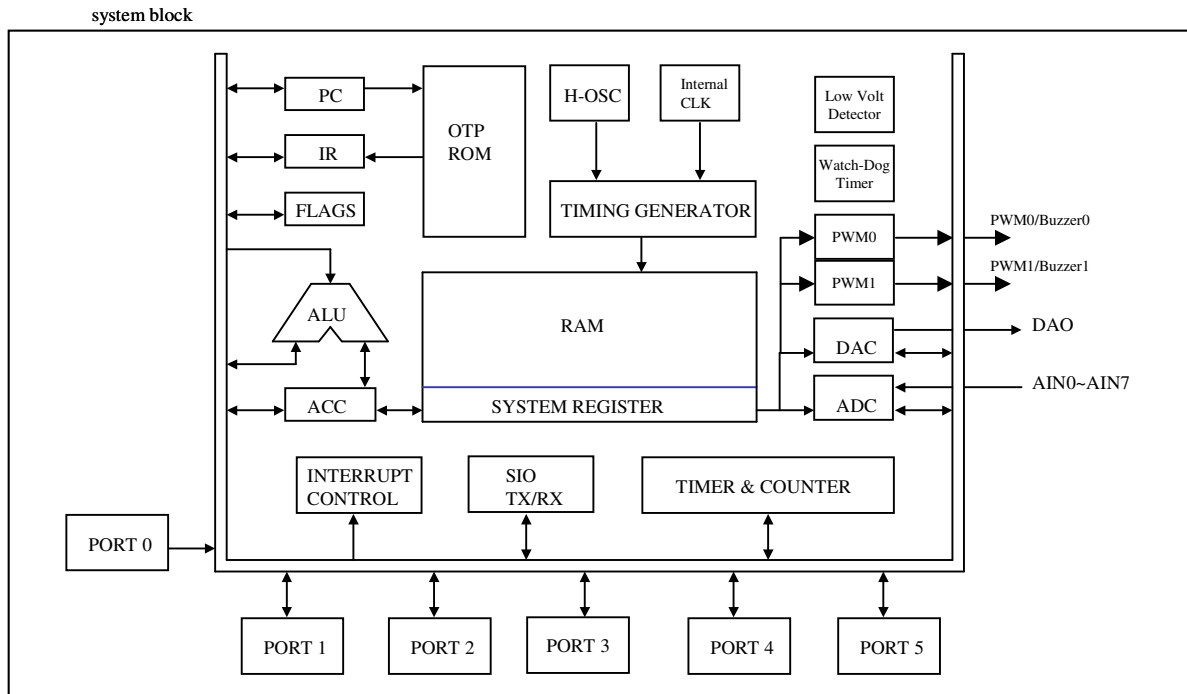 system block
PC
OTP
ROM
H-OSC
Internal
CLK
Low Volt
Detector
IR
Watch-Dog
Timer
FLAGS
TIMING GENERATOR
PWM0
PWM0/Buzzer0
PWM1
PWM1/Buzzer1
ALU
RAM
DAC
DAO
ACC
SYSTEM REGISTER
ADC
AIN0~AIN7
INTERRUPT
CONTROL
SIO
TX/RX
TIMER & COUNTER
PORT 0
PORT 1
PORT 2
PORT 3
PORT 4
PORT 5